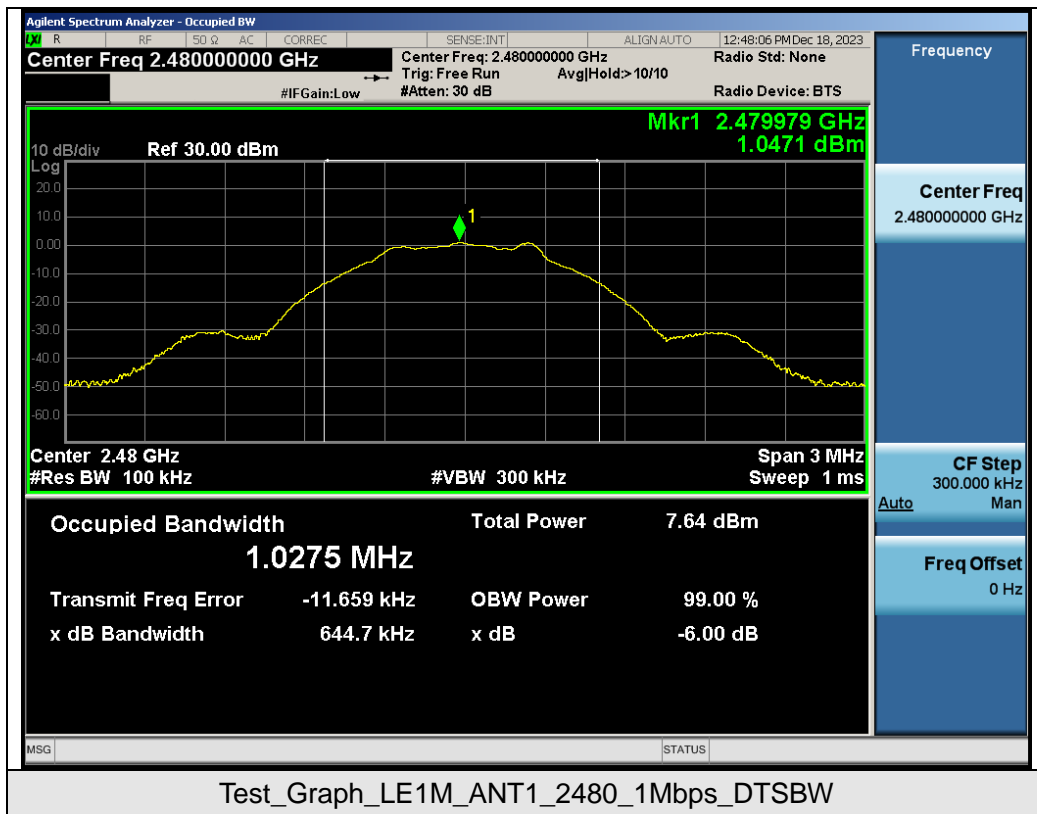 Agilent Spectrum Analyzer - Occupied BW
LXI R RF 50 Ω AC CORREC SENSE:INT ALIGN AUTO 12:48:06 PM Dec 18, 2023
Center Freq 2.480000000 GHz
Center Freq: 2.480000000 GHz Radio Std: None
Trig: Free Run Avg|Hold:> 10/10
#IFGain:Low #Atten: 30 dB Radio Device: BTS
Frequency
Mkr1 2.479979 GHz
1.0471 dBm
10 dB/div Ref 30.00 dBm
Log
20.0
10.0
0.00
-10.0
-20.0
-30.0
-40.0
-50.0
-60.0
1
Center Freq
2.480000000 GHz
Center 2.48 GHz Span 3 MHz
#Res BW 100 kHz #VBW 300 kHz Sweep 1 ms
CF Step
300.000 kHz
Auto Man
Occupied Bandwidth Total Power 7.64 dBm
1.0275 MHz
Transmit Freq Error -11.659 kHz OBW Power 99.00 %
x dB Bandwidth 644.7 kHz x dB -6.00 dB
Freq Offset
0 Hz
MSG STATUS
Test_Graph_LE1M_ANT1_2480_1Mbps_DTSBW